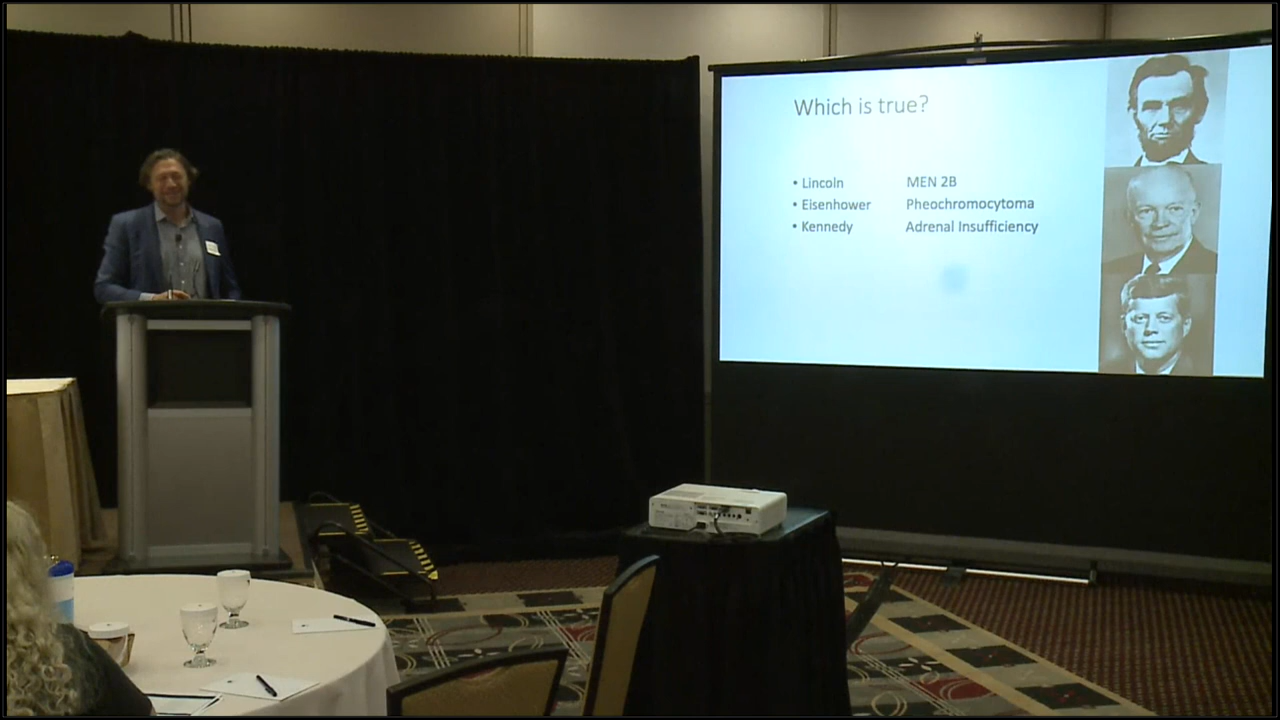 Which is true?
• Lincoln MEN 2B
• Eisenhower Pheochromocytoma
• Kennedy Adrenal Insufficiency